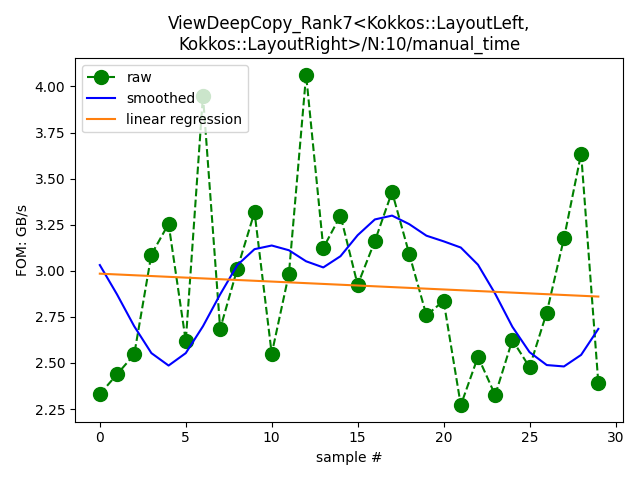 ViewDeepCopy_Rank7<Kokkos::LayoutLeft,
Kokkos::LayoutRight>/N:10/manual_time
raw
smoothed
linear regression
FOM: GB/s
4.00
3.75
3.50
3.25
3.00
2.75
2.50
2.25
0
5
10
15
20
25
30
sample #